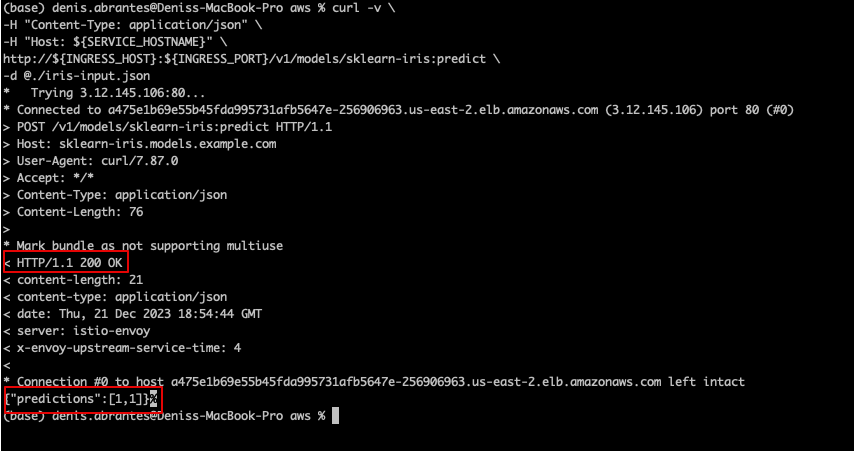 (base) denis.abrantes@Deniss-MacBook-Pro aws % curl -v \
-H "Content-Type: application/json" \
-H "Host: ${SERVICE_HOSTNAME}" \
http://${INGRESS_HOST}:${INGRESS_PORT}/v1/models/sklearn-iris:predict \
-d @./iris-input.json
*   Trying 3.12.145.106:80...
* Connected to a475e1b69e55b45fda995731afb5647e-256906963.us-east-2.elb.amazonaws.com (3.12.145.106) port 80 (#0)
> POST /v1/models/sklearn-iris:predict HTTP/1.1
> Host: sklearn-iris.models.example.com
> User-Agent: curl/7.87.0
> Accept: */*
> Content-Type: application/json
> Content-Length: 76
>
* Mark bundle as not supporting multiuse
< HTTP/1.1 200 OK
< content-length: 21
< content-type: application/json
< date: Thu, 21 Dec 2023 18:54:44 GMT
< server: istio-envoy
< x-envoy-upstream-service-time: 4
<
* Connection #0 to host a475e1b69e55b45fda995731afb5647e-256906963.us-east-2.elb.amazonaws.com left intact
{"predictions":[1,1]}%
(base) denis.abrantes@Deniss-MacBook-Pro aws %